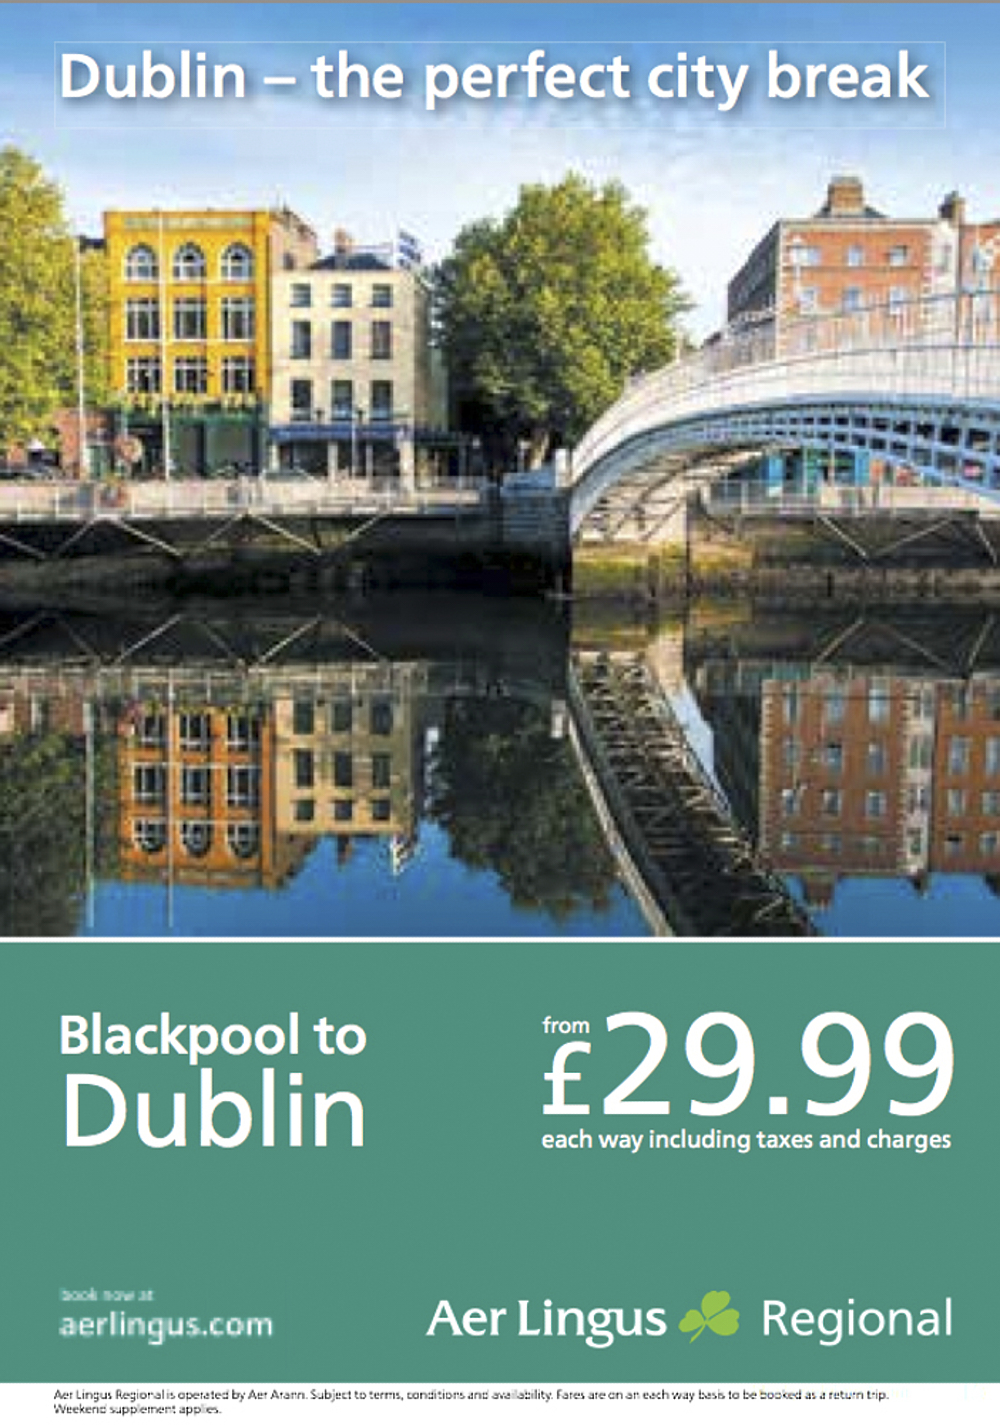 Dublin – the perfect city break
Blackpool to
Dublin
from
£29.99
each way including taxes and charges
book now at
aerlingus.com
Aer Lingus Regional
Aer Lingus Regional is operated by Aer Arann. Subject to terms, conditions and availability. Fares are on an each way basis to be booked as a return trip.
Weekend supplement applies.